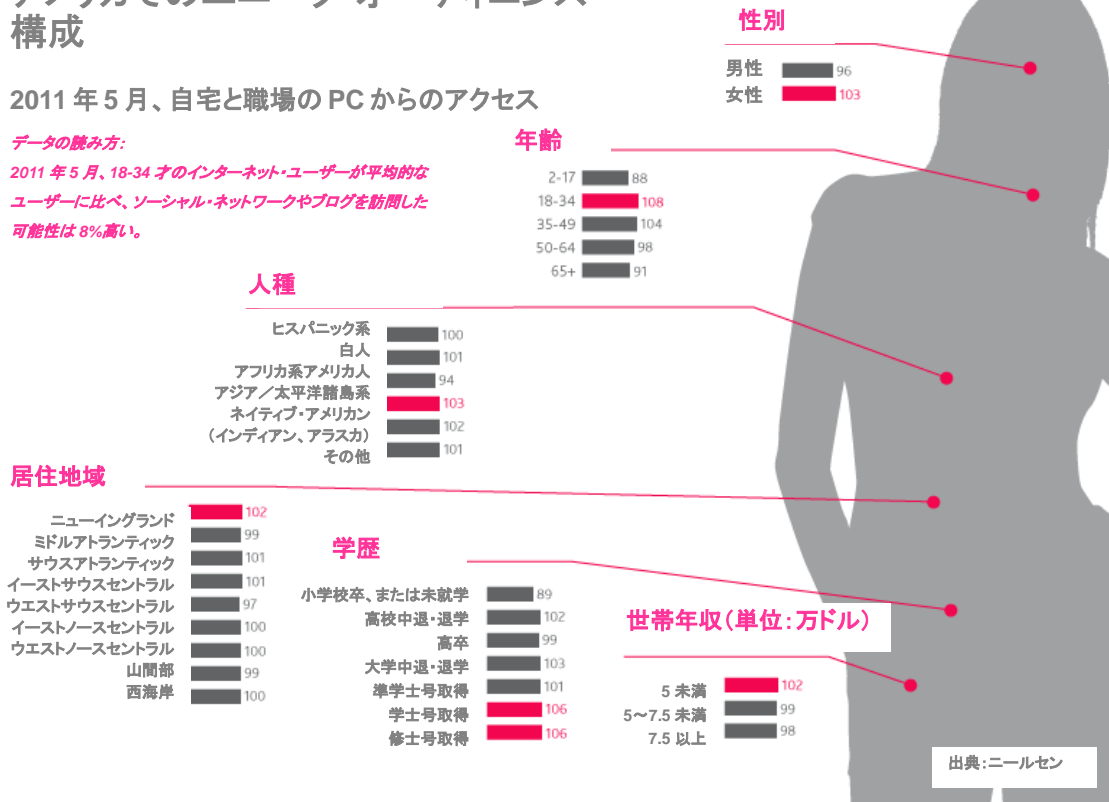 構成
2011 年 5 月、自宅と職場の PC からのアクセス
データの読み方:
2011 年 5 月、18-34 才のインターネット・ユーザーが平均的な
ユーザーに比べ、ソーシャル・ネットワークやブログを訪問した
可能性は 8%高い。
性別
男性 96
女性 103
年齢
2-17 88
18-34 108
35-49 104
50-64 98
65+ 91
人種
ヒスパニック系 100
白人 101
アフリカ系アメリカ人 94
アジア／太平洋諸島系 103
ネイティブ・アメリカン 102
（インディアン、アラスカ）
その他 101
居住地域
ニューイングランド 102
ミドルアトランティック 99
サウスアトランティック 101
イーストサウスセントラル 101
ウエストサウスセントラル 97
イーストノースセントラル 100
ウエストノースセントラル 100
山間部 99
西海岸 100
学歴
小学校卒、または未就学 89
高校中退・退学 102
高卒 99
大学中退・退学 103
準学士号取得 101
学士号取得 106
修士号取得 106
世帯年収（単位：万ドル）
5 未満 102
5～7.5 未満 99
7.5 以上 98
出典：ニールセン